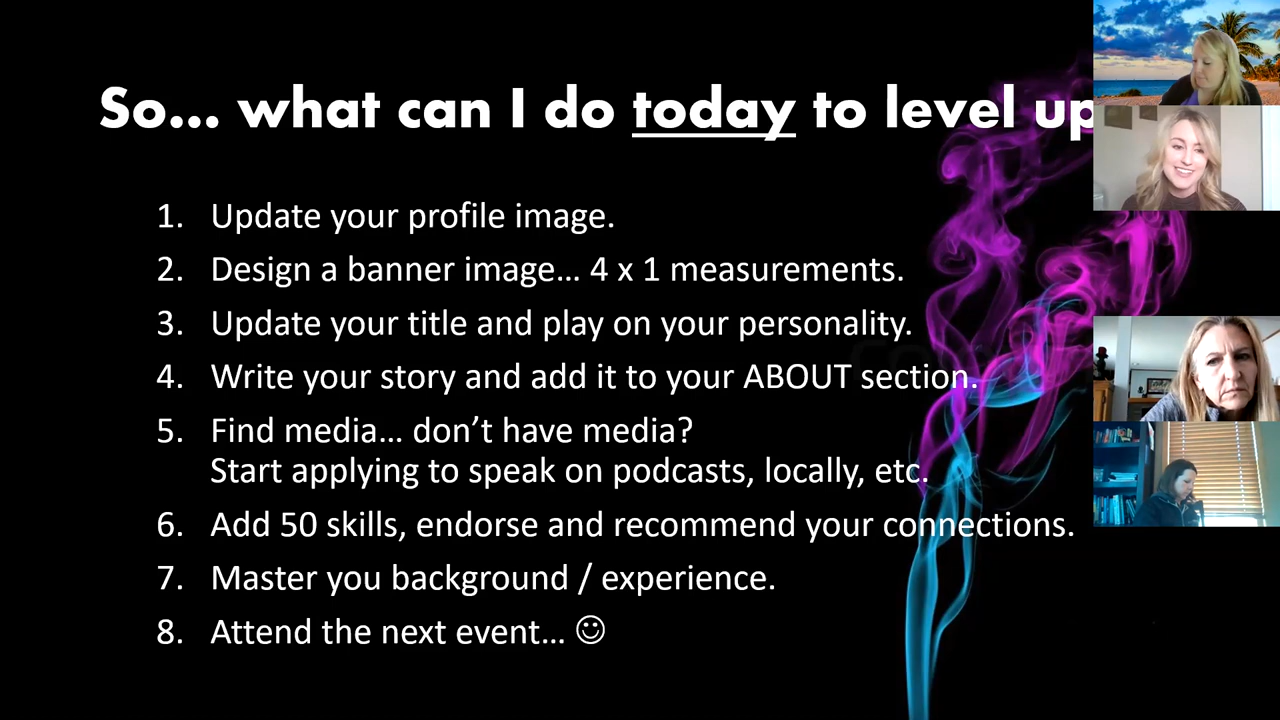 So... what can I do today to level up
1. Update your profile image.
2. Design a banner image... 4 x 1 measurements.
3. Update your title and play on your personality.
4. Write your story and add it to your ABOUT section.
5. Find media... don’t have media?
Start applying to speak on podcasts, locally, etc.
6. Add 50 skills, endorse and recommend your connections.
7. Master you background / experience.
8. Attend the next event... ☺